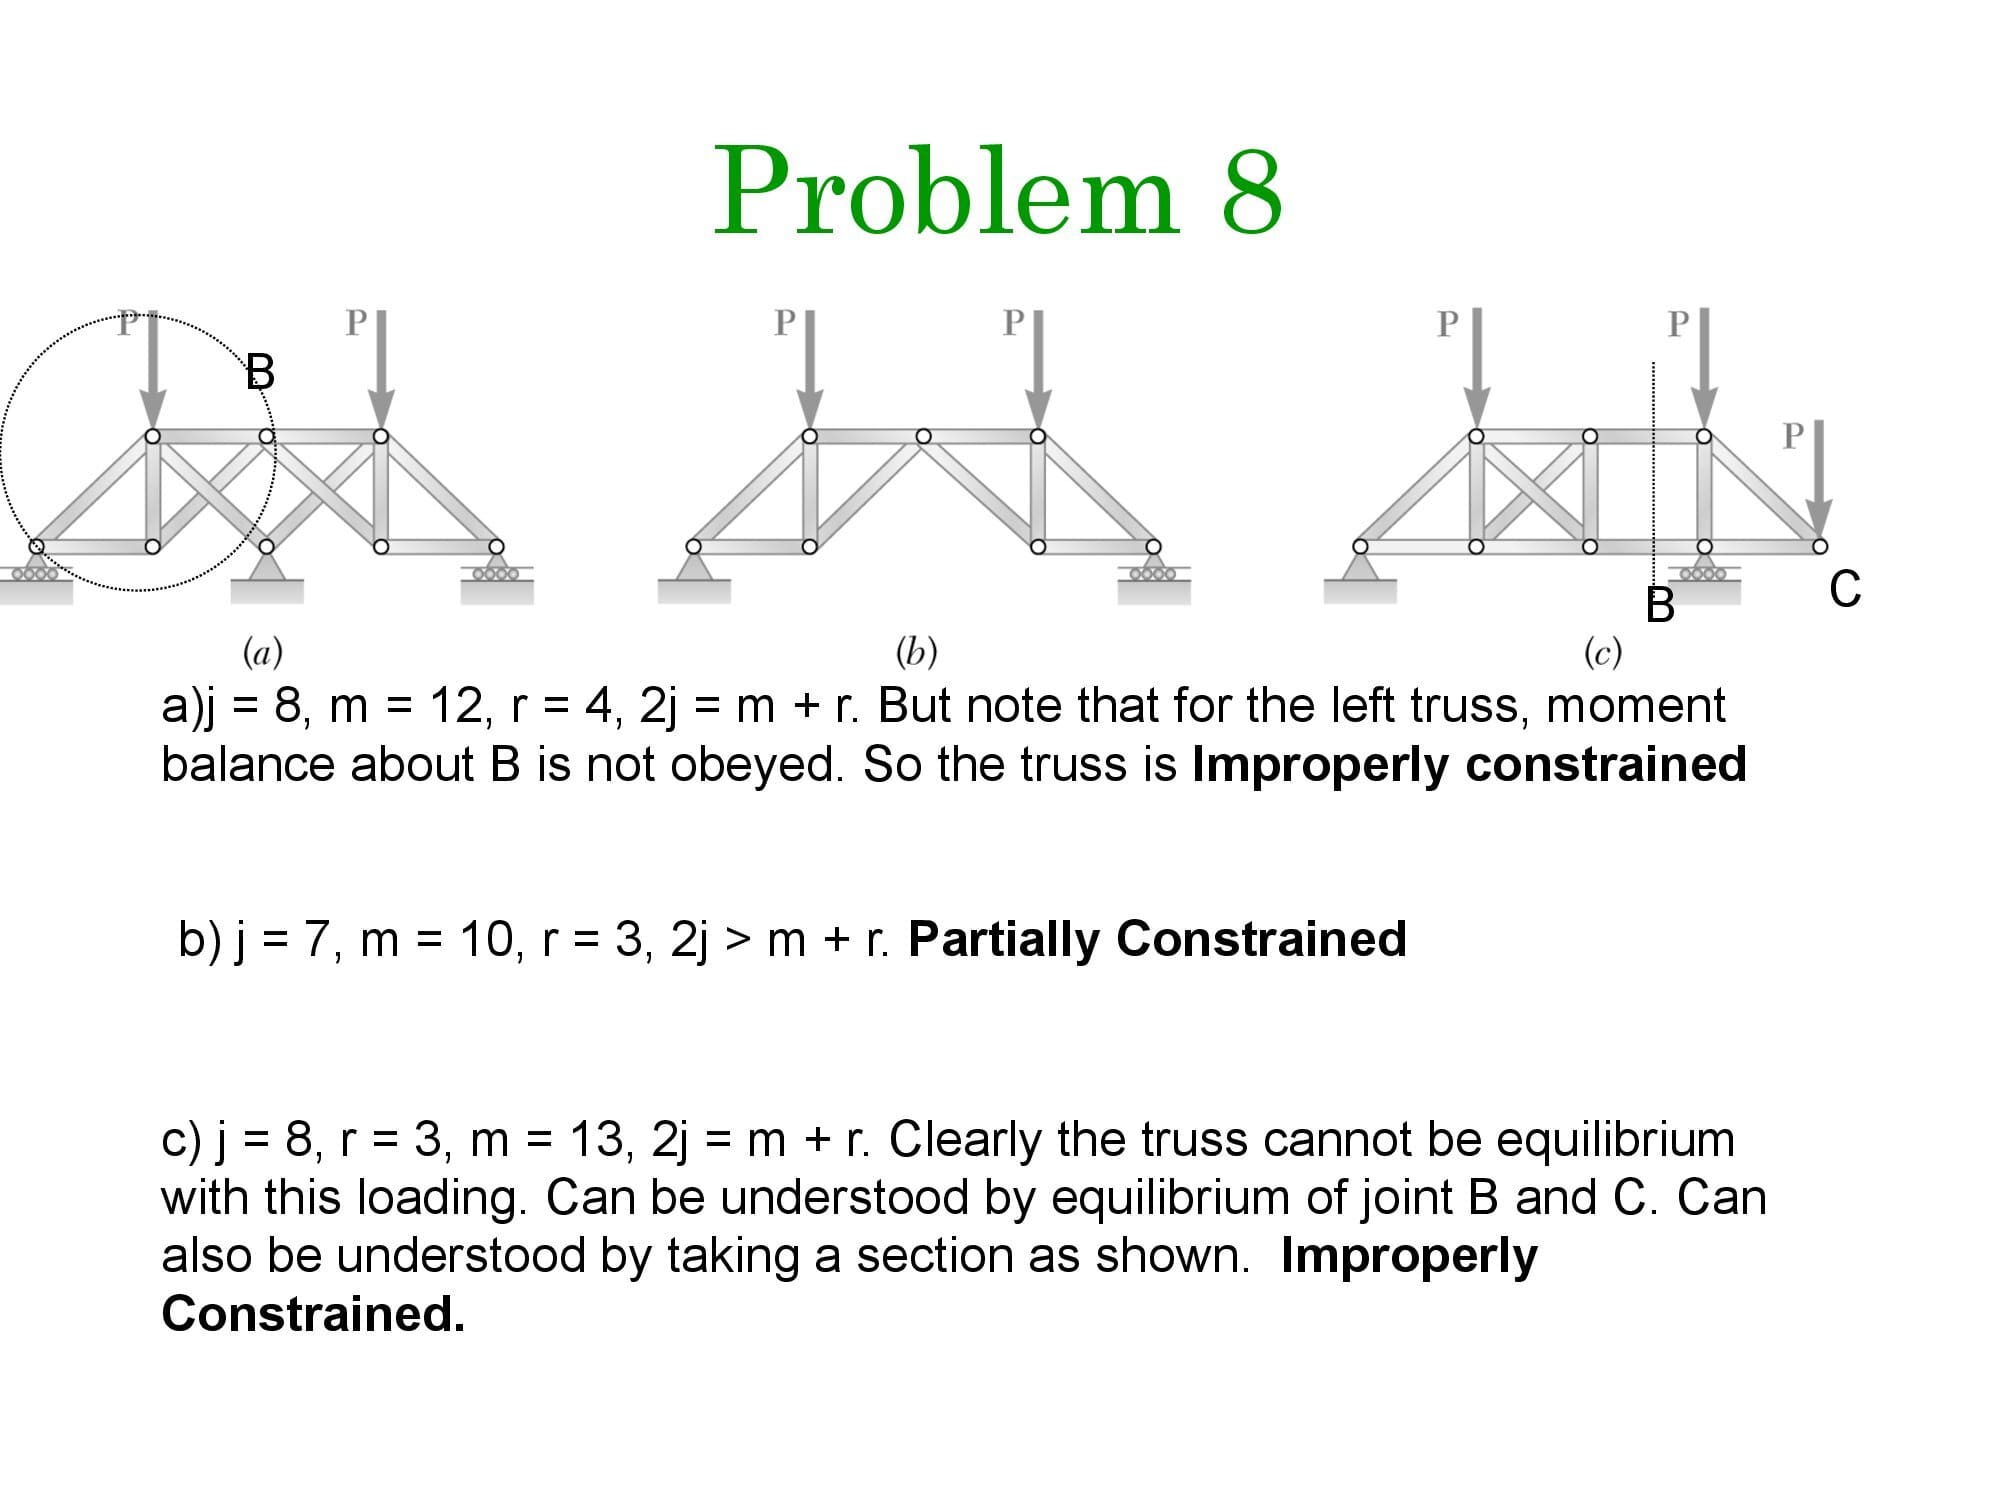 Problem 8
P
P
P
P
P
P
P
B
B
C
(a)
(b)
(c)
a)j = 8, m = 12, r = 4, 2j = m + r. But note that for the left truss, moment
balance about B is not obeyed. So the truss is Improperly constrained
b) j = 7, m = 10, r = 3, 2j > m + r. Partially Constrained
c) j = 8, r = 3, m = 13, 2j = m + r. Clearly the truss cannot be equilibrium
with this loading. Can be understood by equilibrium of joint B and C. Can
also be understood by taking a section as shown. Improperly
Constrained.